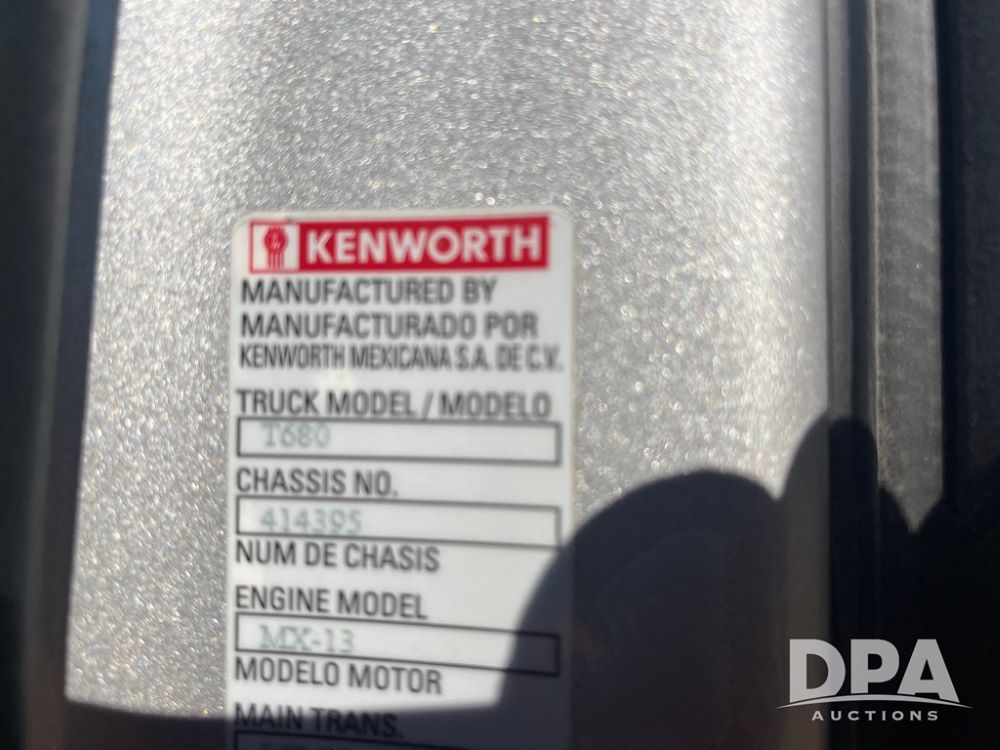 KENWORTH
MANUFACTURED BY
MANUFACTURADO POR
KENWORTH MEXICANA S.A. DE C.V.
TRUCK MODEL / MODELO
T680
CHASSIS NO.
414395
NUM DE CHASIS
ENGINE MODEL
MX-13
MODELO MOTOR
MAIN TRANS.
DPA
AUCTIONS